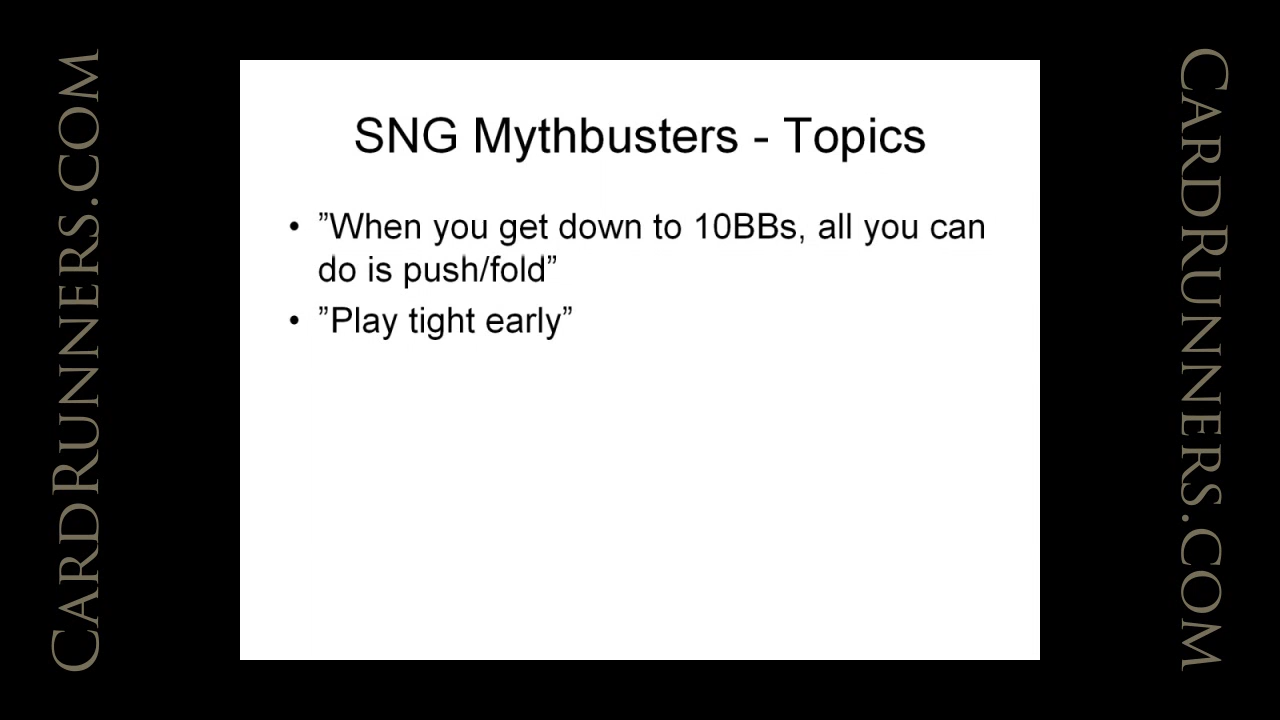 CARDRUNNERS.COM
SNG Mythbusters - Topics
• ”When you get down to 10BBs, all you can
do is push/fold”
• ”Play tight early”
CARDRUNNERS.COM